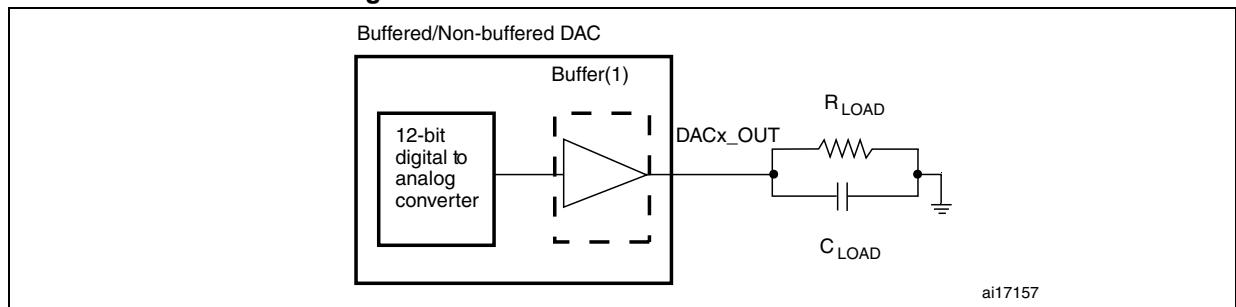 Buffered/Non-buffered DAC
Buffer(1)
12-bit
digital to
analog
converter
DACx_OUT
R LOAD
C LOAD
ai17157